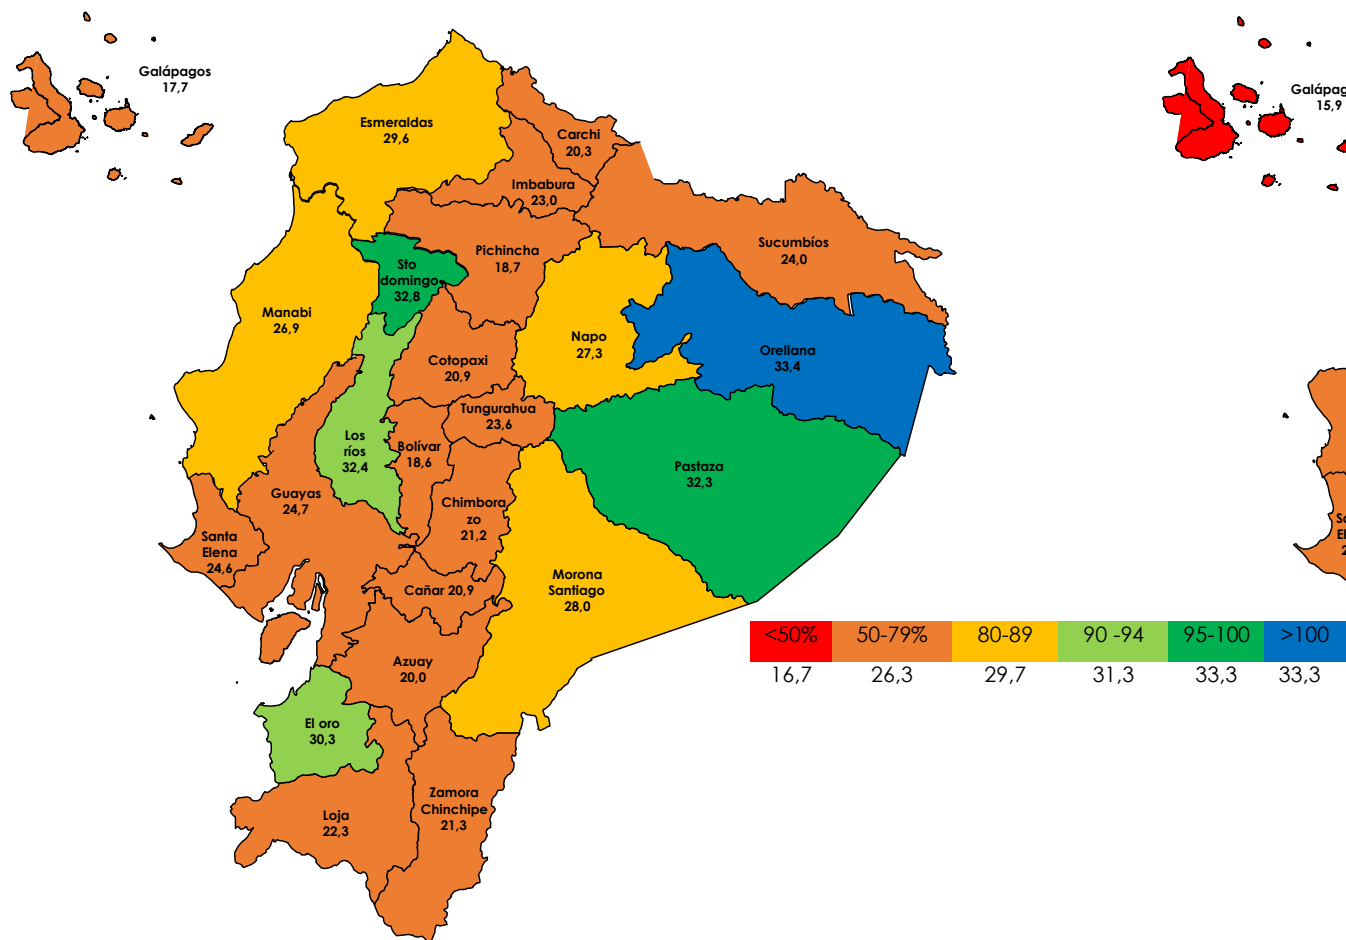 Galápagos
17,7
Esmeraldas
29,6
Carchi
20,3
Imbabura
23,0
Pichincha
18,7
Sucumbíos
24,0
Sto
domingo
32,8
Manabi
26,9
Napo
27,3
Orellana
33,4
Cotopaxi
20,9
Tungurahua
23,6
Los
ríos
32,4
Bolívar
18,6
Pastaza
32,3
Guayas
24,7
Chimbora
zo
21,2
Santa
Elena
24,6
Cañar 20,9
Morona
Santiago
28,0
Azuay
20,0
El oro
30,3
Loja
22,3
Zamora
Chinchipe
21,3
Galápag
15,9
<50% 50-79% 80-89 90 -94 95-100 >100
16,7 26,3 29,7 31,3 33,3 33,3